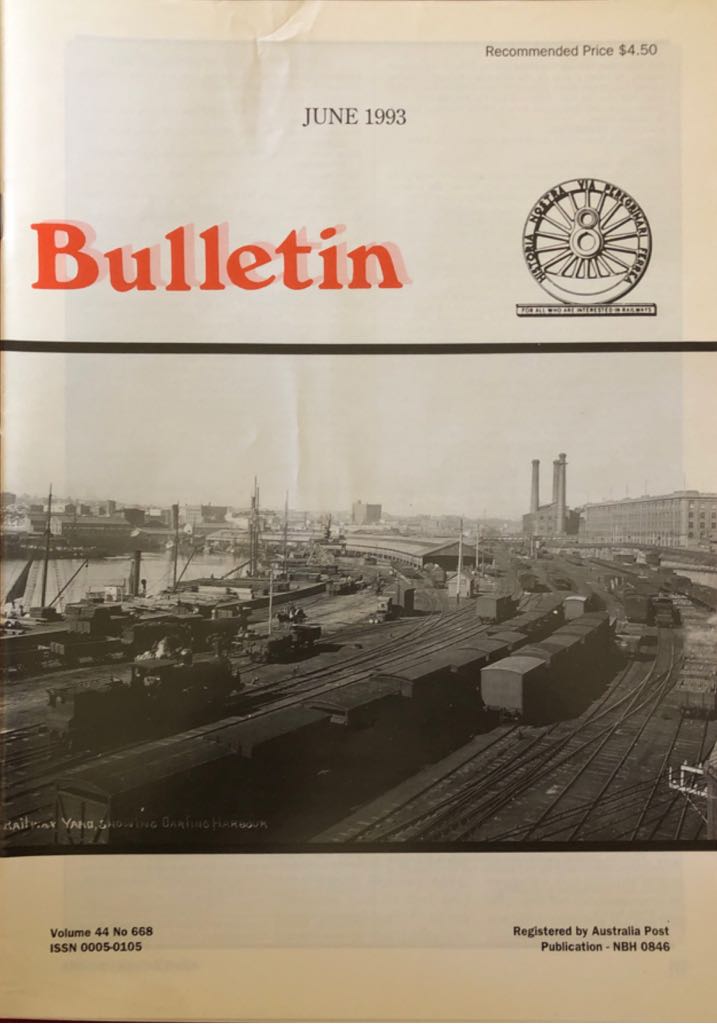 Recommended Price $4.50
JUNE 1993
Bulletin
HISTORIA NOSTRA VIA PEREGRINARI FERREA
FOR ALL WHO ARE INTERESTED IN RAILWAYS
RAILWAY YARD, SHOWING DARLING HARBOUR
Volume 44 No 668
ISSN 0005-0105
Registered by Australia Post
Publication - NBH 0846